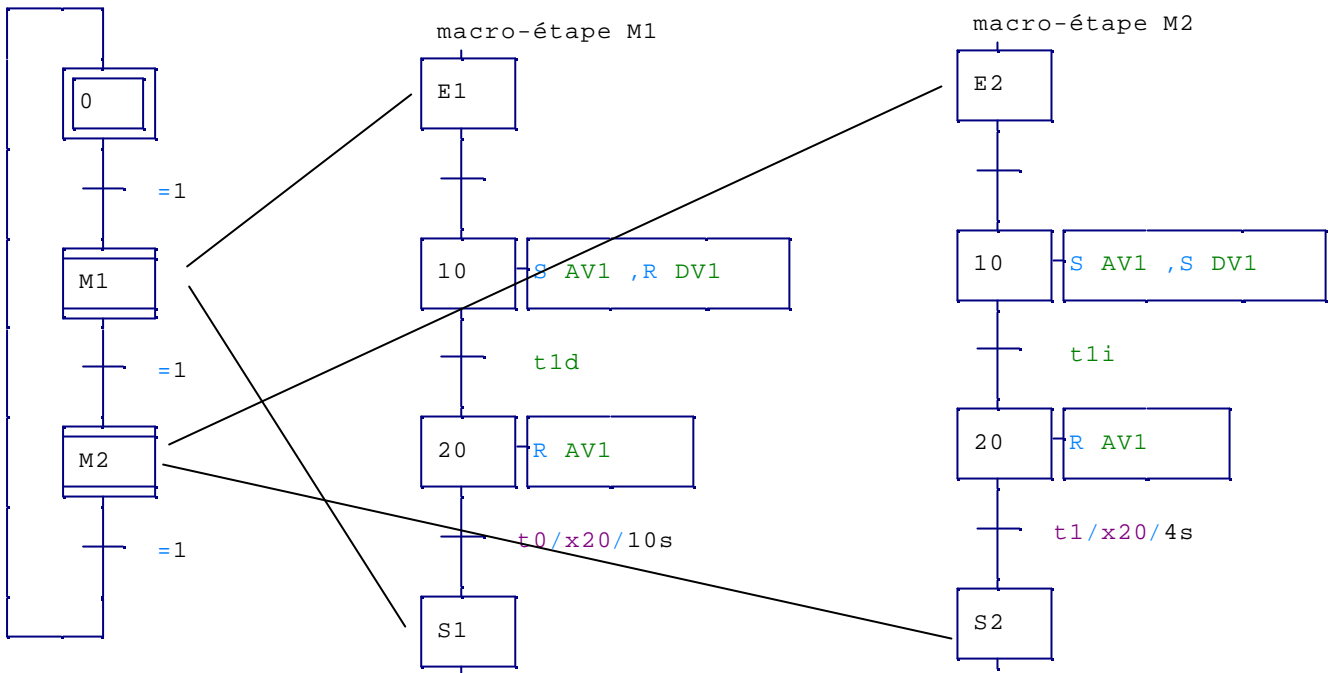 0
=1
M1
=1
M2
=1
macro-étape M1
E1
10
S AV1 ,R DV1
t1d
20
R AV1
t0/x20/10s
S1
macro-étape M2
E2
10
S AV1 ,S DV1
t1i
20
R AV1
t1/x20/4s
S2